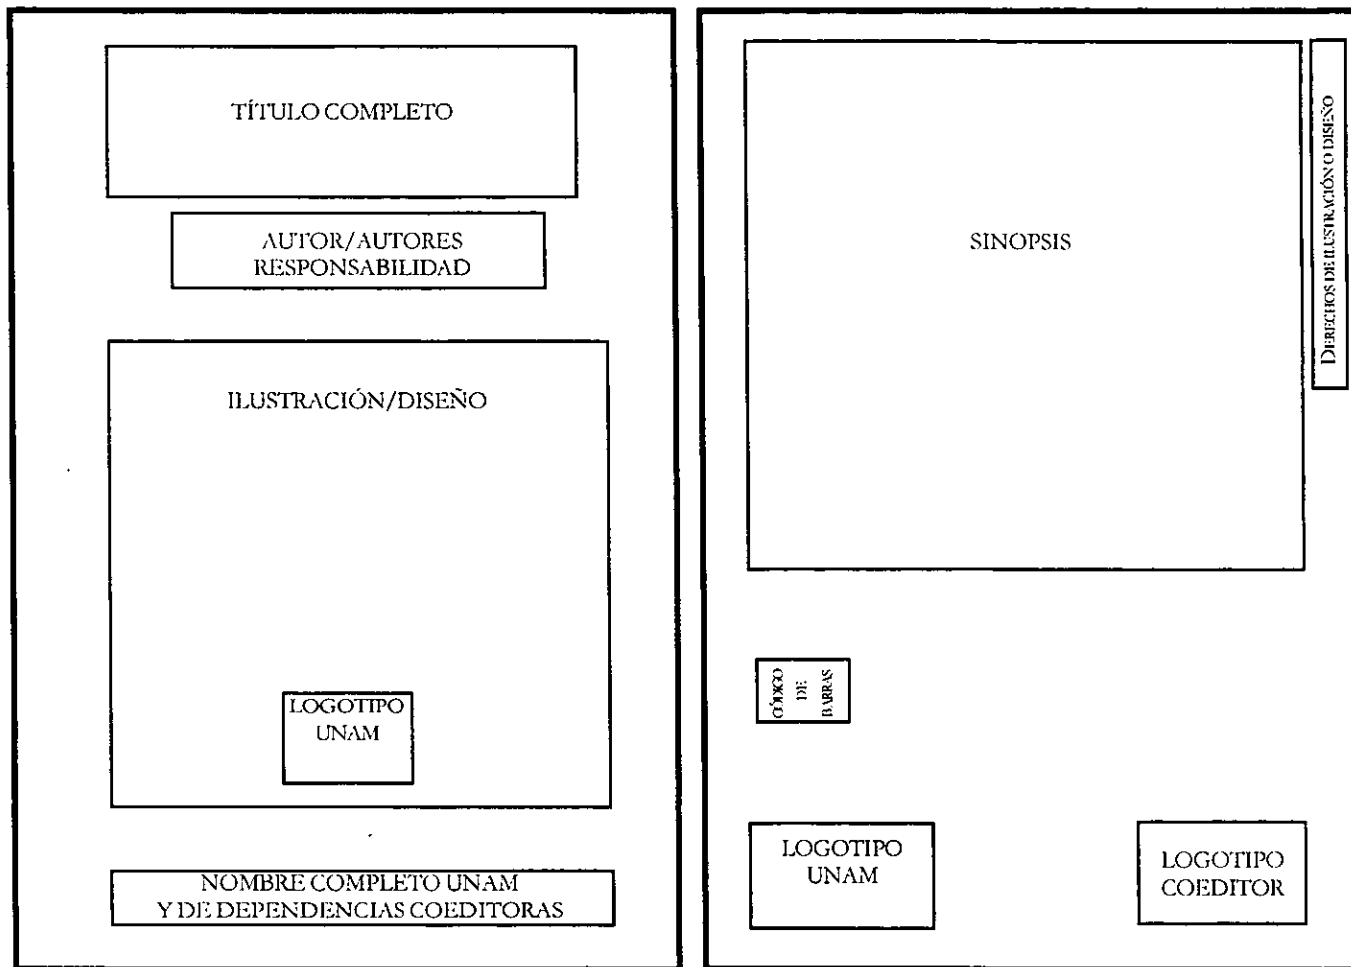 TÍTULO COMPLETO
AUTOR/AUTORES
RESPONSABILIDAD
ILUSTRACIÓN/DISEÑO
LOGOTIPO
UNAM
NOMBRE COMPLETO UNAM
Y DE DEPENDENCIAS COEDITORAS
SINOPSIS
DERECHOS DE ILUSTRACIÓN O DISEÑO
CÓDIGO
DE
BARRAS
LOGOTIPO
UNAM
LOGOTIPO
COEDITOR